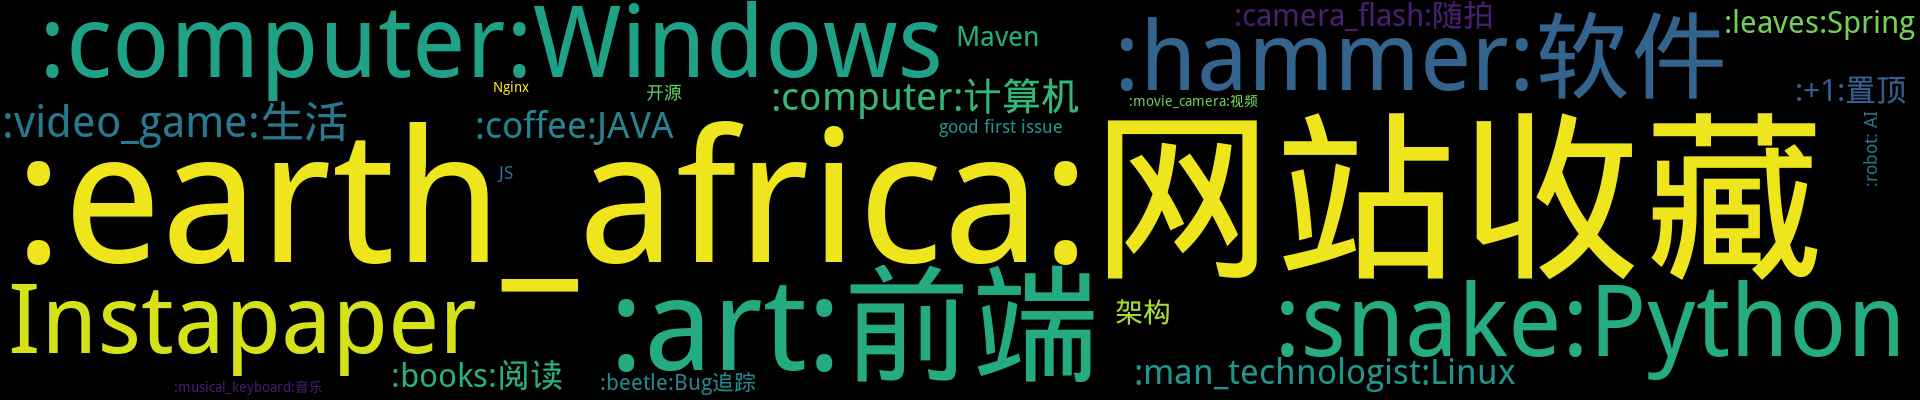 :computer:Windows
Maven
:hammer:软件
:camera_flash:随拍
:leaves:Spring
Nginx
开源
:computer:计算机
:movie_camera:视频
:+1:置顶
:video_game:生活
:coffee:JAVA
good first issue
:robot: AI
JS
:earth_africa:网站收藏
Instapaper
:art:前端
架构
:snake:Python
:musical_keyboard:音乐
:books:阅读
:beetle:Bug追踪
:man_technologist:Linux